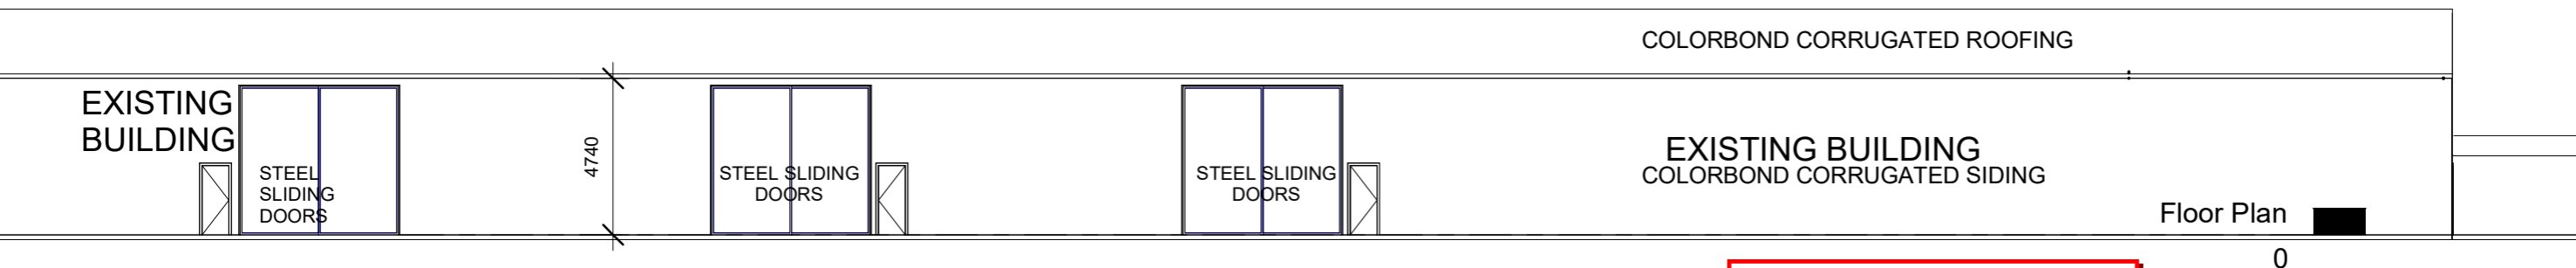 COLORBOND CORRUGATED ROOFING
EXISTING
BUILDING
STEEL
SLIDING
DOORS
4740
STEEL SLIDING
DOORS
STEEL SLIDING
DOORS
EXISTING BUILDING
COLORBOND CORRUGATED SIDING
Floor Plan
0